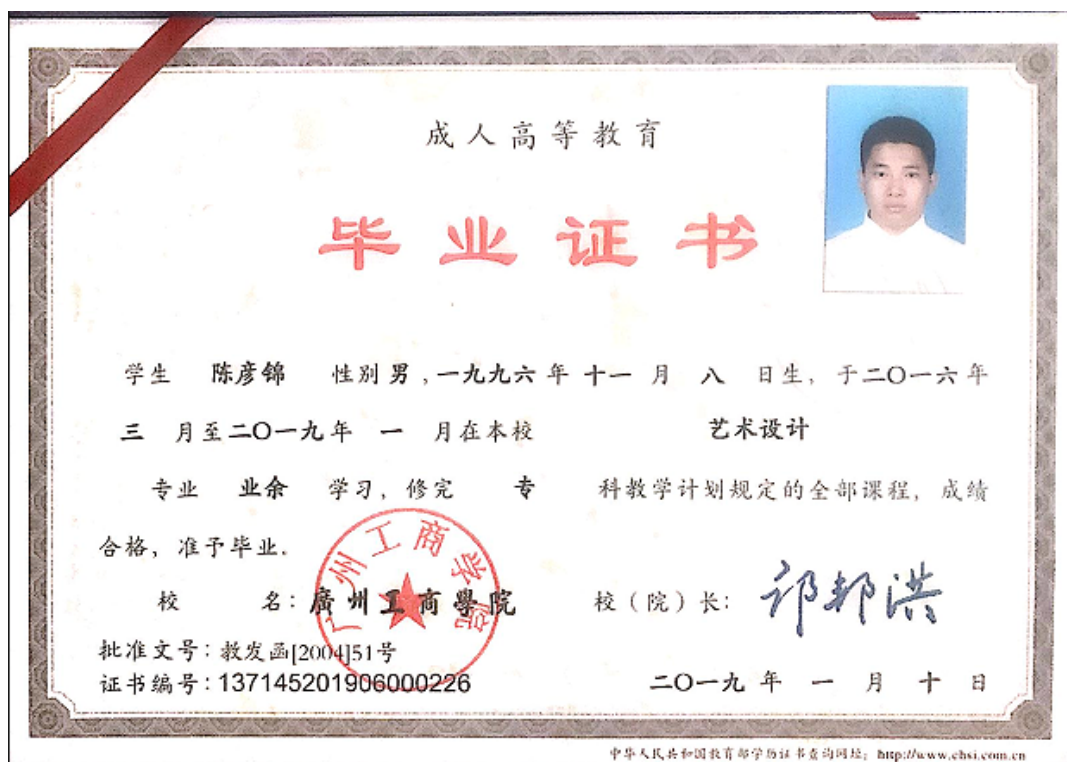 成人高等教育
毕业证书
学生 陈彦锦 性别 男，一九九六 年 十一 月 八 日生，于二〇一六年
三 月至二〇一九年 一 月在本校 艺术设计
专业 业余 学习，修完 专 科教学计划规定的全部课程，成绩
合格，准予毕业.
广州工商学院
校 名：廣州工商學院 校（院）长： 邝邦洪
批准文号：教发函[2004]51号
证书编号：137145201906000226 二〇一九 年 一 月 十 日
中华人民共和国教育部学历证书查询网址：http://www.chsi.com.cn